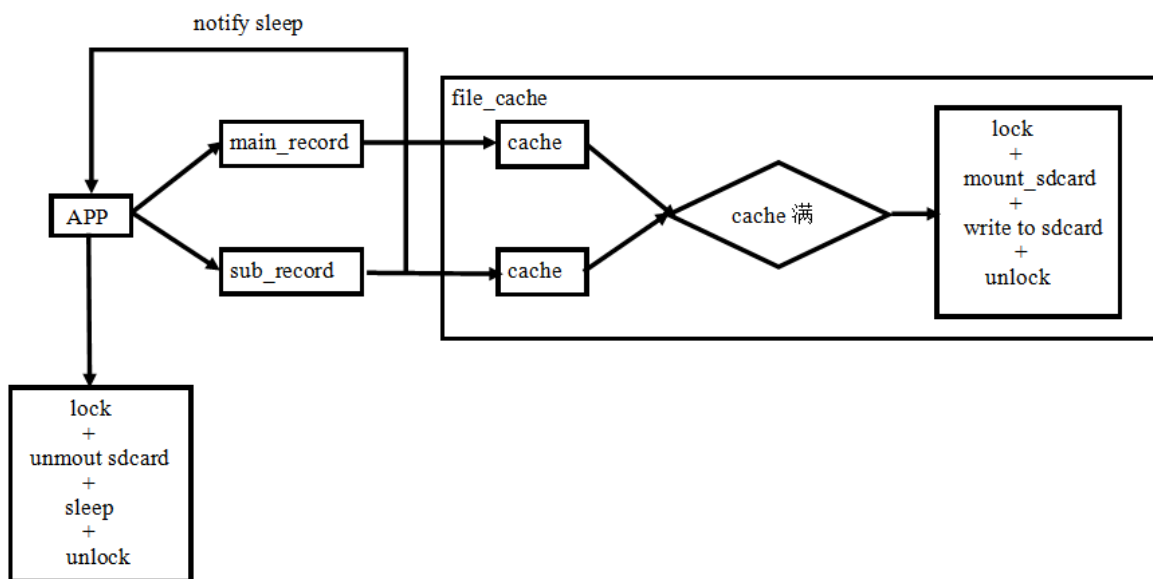 notify sleep
file_cache
main_record
cache
lock
+
mount_sdcard
+
write to sdcard
+
unlock
APP
cache 满
sub_record
cache
lock
+
unmout sdcard
+
sleep
+
unlock